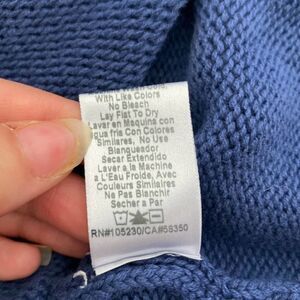 With Like Colors
No Bleach
Lay Flat To Dry
Lavar en Maquina con
agua fria Con Colores
Similares, No Use
Blanqueador
Secar Extendido
Laver a la Machine
a L'Eau Froide, Avec
Couleurs Similaires
Ne Pas Blanchir
Secher a Par
RN#105230/CA#58350